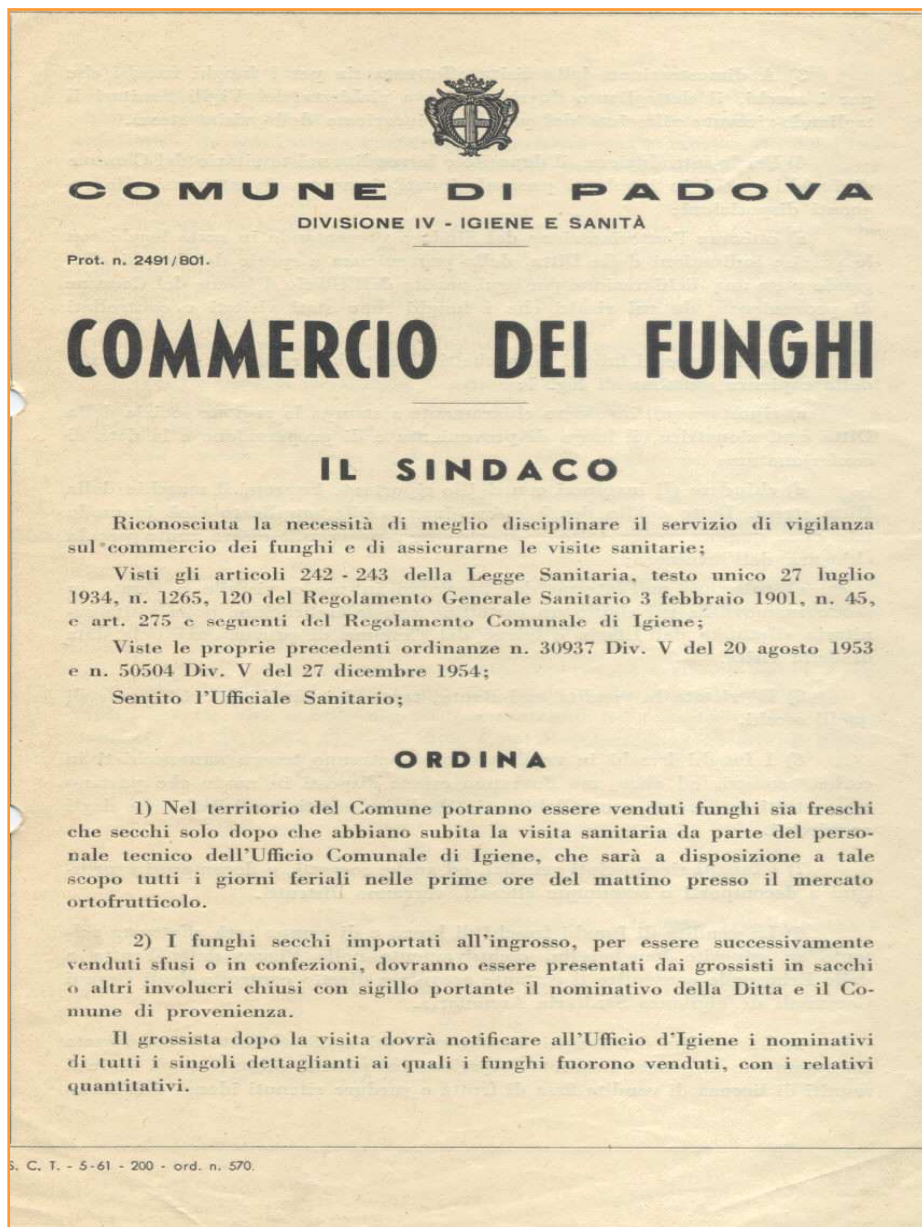 COMUNE DI PADOVA
DIVISIONE IV - IGIENE E SANITÀ
Prot. n. 2491/801.
COMMERCIO DEI FUNGHI
IL SINDACO
Riconosciuta la necessità di meglio disciplinare il servizio di vigilanza
sul commercio dei funghi e di assicurarne le visite sanitarie;
Visti gli articoli 242 - 243 della Legge Sanitaria, testo unico 27 luglio
1934, n. 1265, 120 del Regolamento Generale Sanitario 3 febbraio 1901, n. 45,
e art. 275 e seguenti del Regolamento Comunale di Igiene;
Viste le proprie precedenti ordinanze n. 30937 Div. V del 20 agosto 1953
e n. 50504 Div. V del 27 dicembre 1954;
Sentito l'Ufficiale Sanitario;
ORDINA
1) Nel territorio del Comune potranno essere venduti funghi sia freschi
che secchi solo dopo che abbiano subita la visita sanitaria da parte del perso-
nale tecnico dell'Ufficio Comunale di Igiene, che sarà a disposizione a tale
scopo tutti i giorni feriali nelle prime ore del mattino presso il mercato
ortofrutticolo.
2) I funghi secchi importati all'ingrosso, per essere successivamente
venduti sfusi o in confezioni, dovranno essere presentati dai grossisti in sacchi
o altri involucri chiusi con sigillo portante il nominativo della Ditta e il Co-
mune di provenienza.
Il grossista dopo la visita dovrà notificare all'Ufficio d'Igiene i nominativi
di tutti i singoli dettaglianti ai quali i funghi fuorono venduti, con i relativi
quantitativi.
S. C. T. - 5-61 - 200 - ord. n. 570.